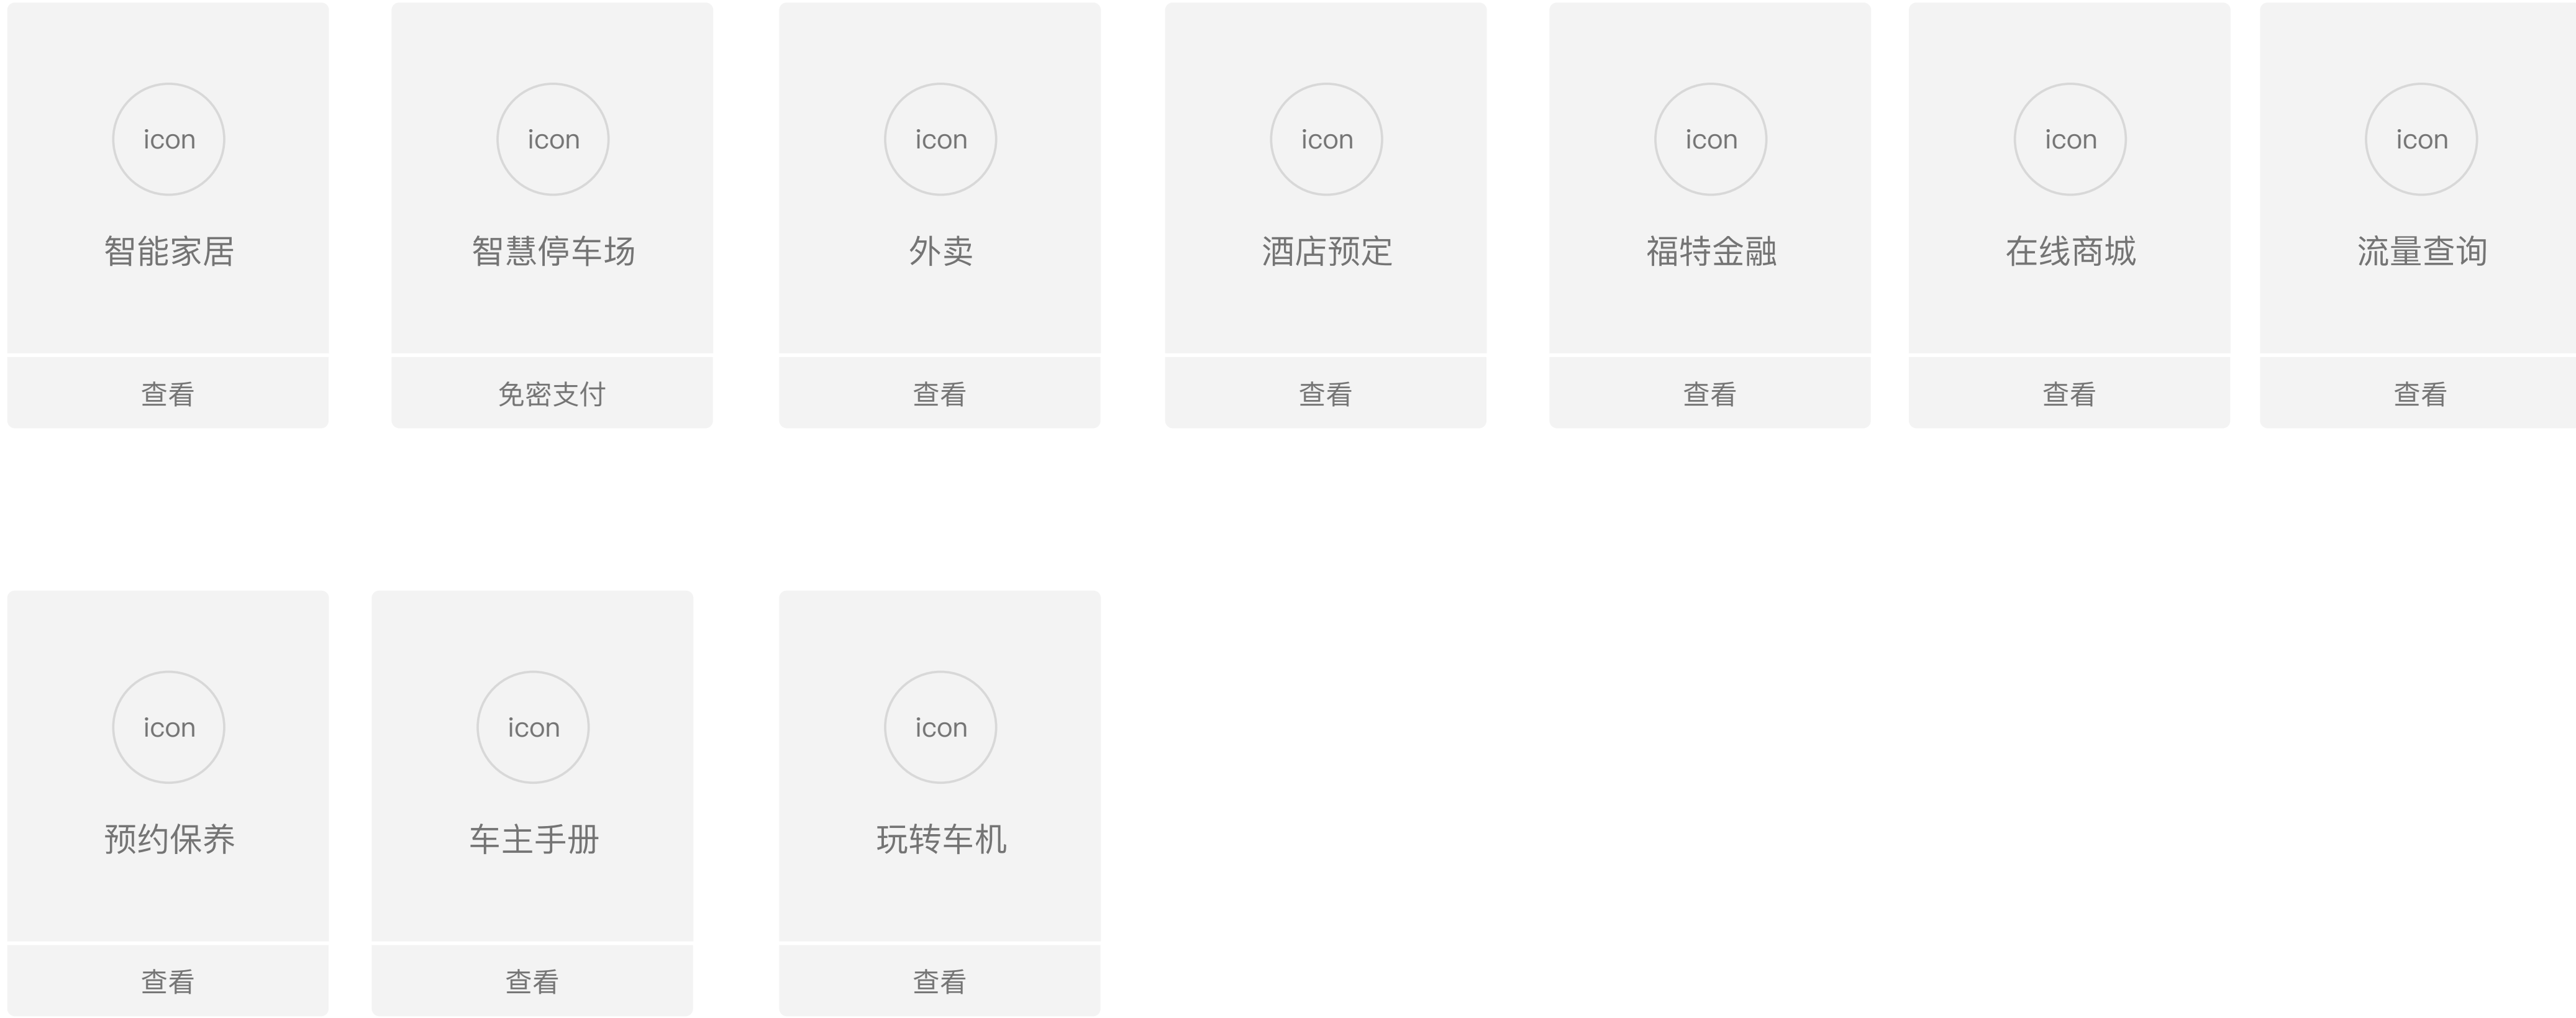 icon
icon
icon
icon
icon
icon
icon
智能家居
智慧停车场
外卖
酒店预定
福特金融
在线商城
流量查询
查看
免密支付
查看
查看
查看
查看
查看
icon
icon
icon
预约保养
车主手册
玩转车机
查看
查看
查看